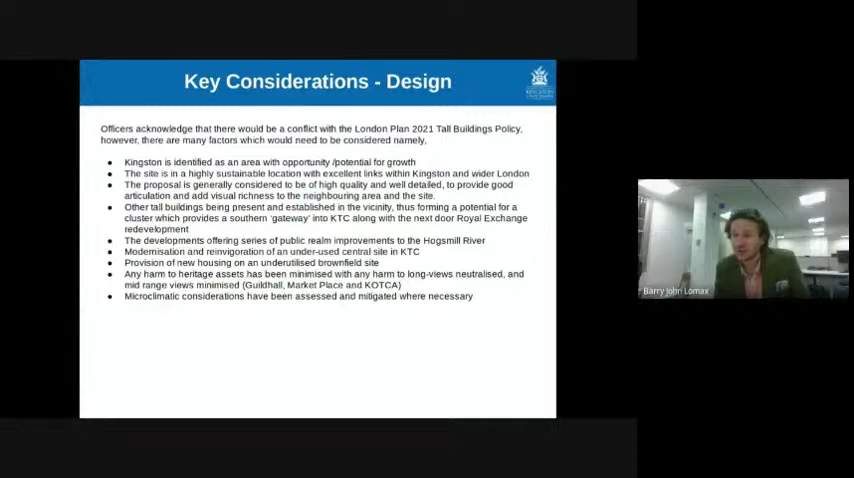 Key Considerations - Design
KINGSTON
Officers acknowledge that there would be a conflict with the London Plan 2021 Tall Buildings Policy,
however, there are many factors which would need to be considered namely,
● Kingston is identified as an area with opportunity /potential for growth
● The site is in a highly sustainable location with excellent links within Kingston and wider London
● The proposal is generally considered to be of high quality and well detailed, to provide good
articulation and add visual richness to the neighbouring area and the site.
● Other tall buildings being present and established in the vicinity, thus forming a potential for a
cluster which provides a southern 'gateway' into KTC along with the next door Royal Exchange
redevelopment
● The developments offering series of public realm improvements to the Hogsmill River
● Modernisation and reinvigoration of an under-used central site in KTC
● Provision of new housing on an underutilised brownfield site
● Any harm to heritage assets has been minimised with any harm to long-views neutralised, and
mid range views minimised (Guildhall, Market Place and KOTCA)
● Microclimatic considerations have been assessed and mitigated where necessary
Barry John Lomax